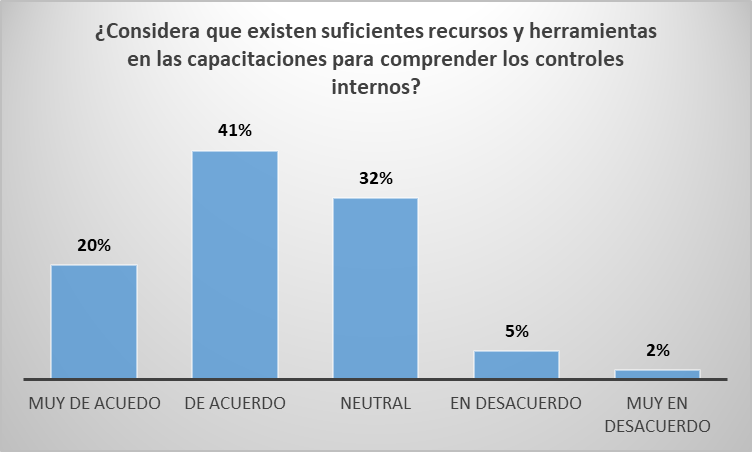 ¿Considera que existen suficientes recursos y herramientas
en las capacitaciones para comprender los controles
internos?
20%
41%
32%
5%
2%
MUY DE ACUEDO
DE ACUERDO
NEUTRAL
EN DESACUERDO
MUY EN
DESACUERDO